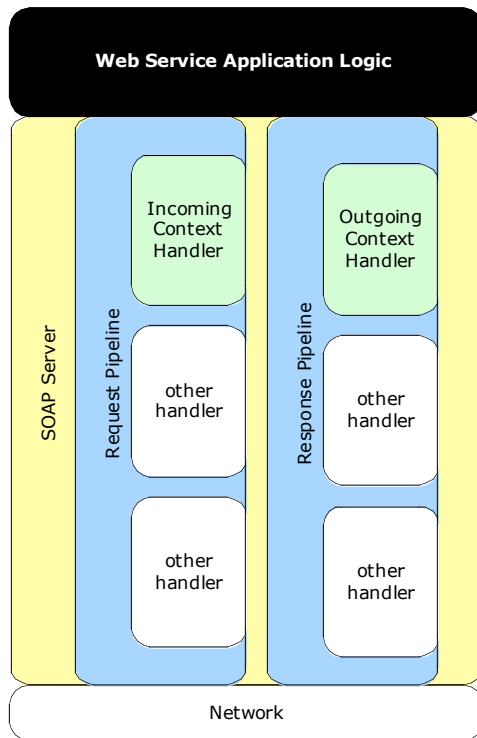 Web Service Application Logic
SOAP Server
Request Pipeline
Incoming
Context
Handler
other
handler
other
handler
Response Pipeline
Outgoing
Context
Handler
other
handler
other
handler
Network